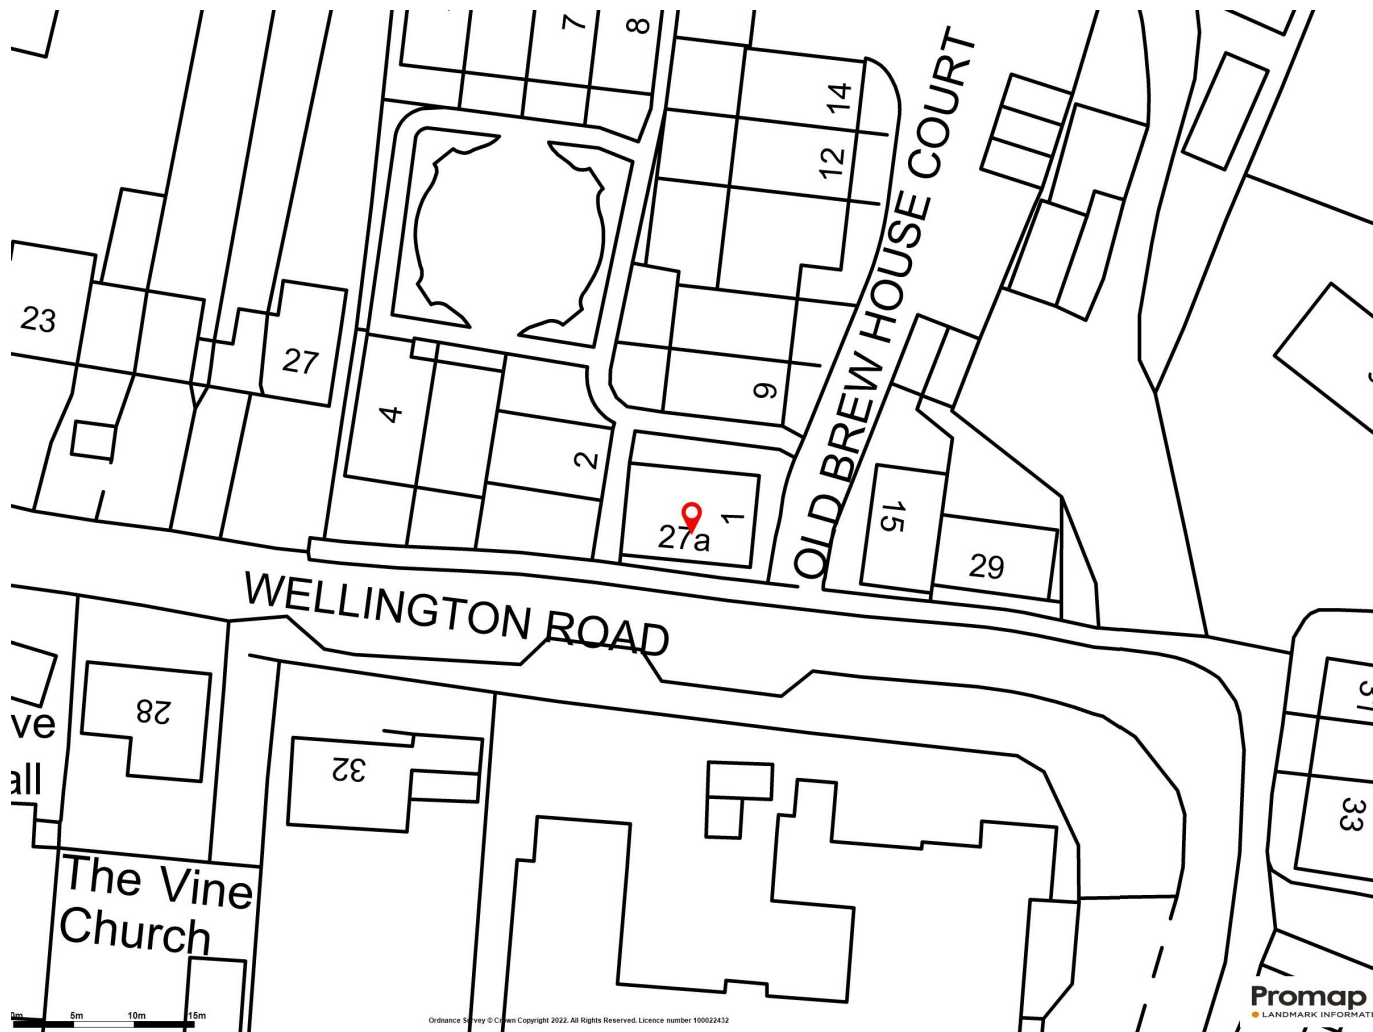 7
8
14
12
OLD BREW HOUSE COURT
23
27
4
2
9
1
27a
15
29
WELLINGTON ROAD
28
32
33
ve
all
The Vine
Church
5m
10m
15m
Ordnance Survey © Crown Copyright 2022. All Rights Reserved. Licence number 100022432
Promap
LANDMARK INFORMATI